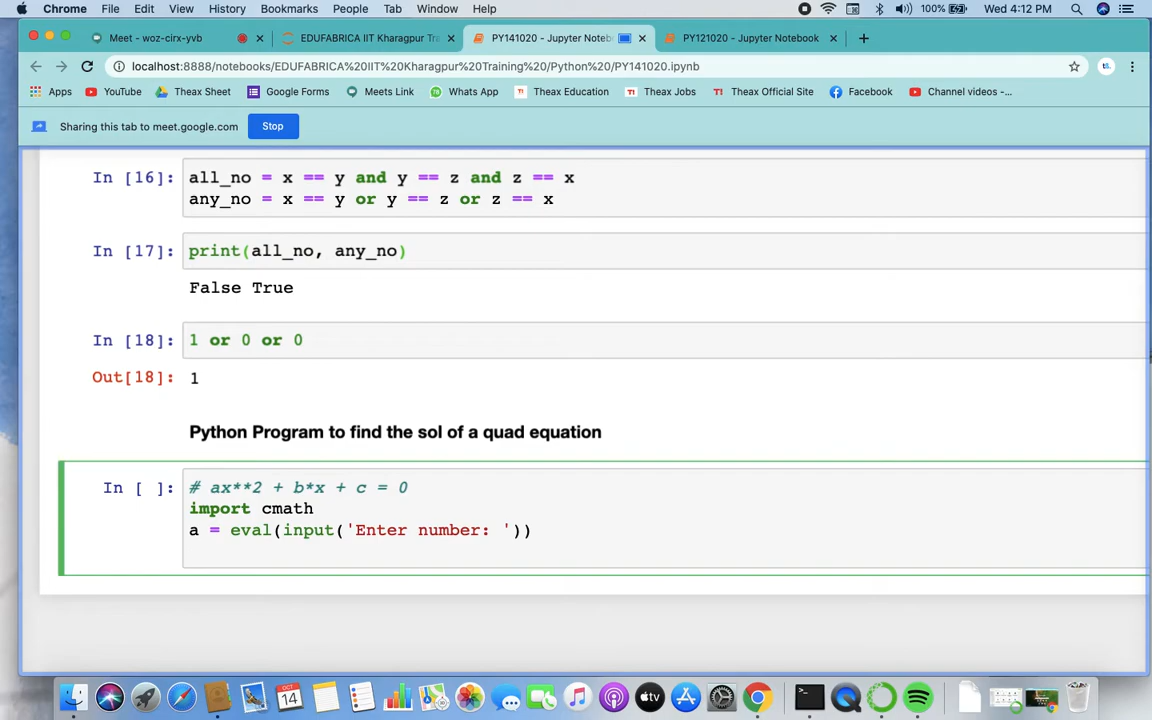 Chrome File Edit View History Bookmarks People Tab Window Help 100% Wed 4:12 PM
Meet - woz-cirx-yvb
EDUFABRICA IIT Kharagpur Tra
PY141020 - Jupyter Noteb
PY121020 - Jupyter Notebook
localhost:8888/notebooks/EDUFABRICA%20IIT%20Kharagpur%20Training%20/Python%20/PY141020.ipynb
Apps YouTube Theax Sheet Google Forms Meets Link Whats App Theax Education Theax Jobs Theax Official Site Facebook Channel videos -...
Sharing this tab to meet.google.com Stop
In [16]: all_no = x == y and y == z and z == x
any_no = x == y or y == z or z == x
In [17]: print(all_no, any_no)
False True
In [18]: 1 or 0 or 0
Out[18]: 1
Python Program to find the sol of a quad equation
In [ ]: # ax**2 + b*x + c = 0
import cmath
a = eval(input('Enter number: '))
OCT
14
tv